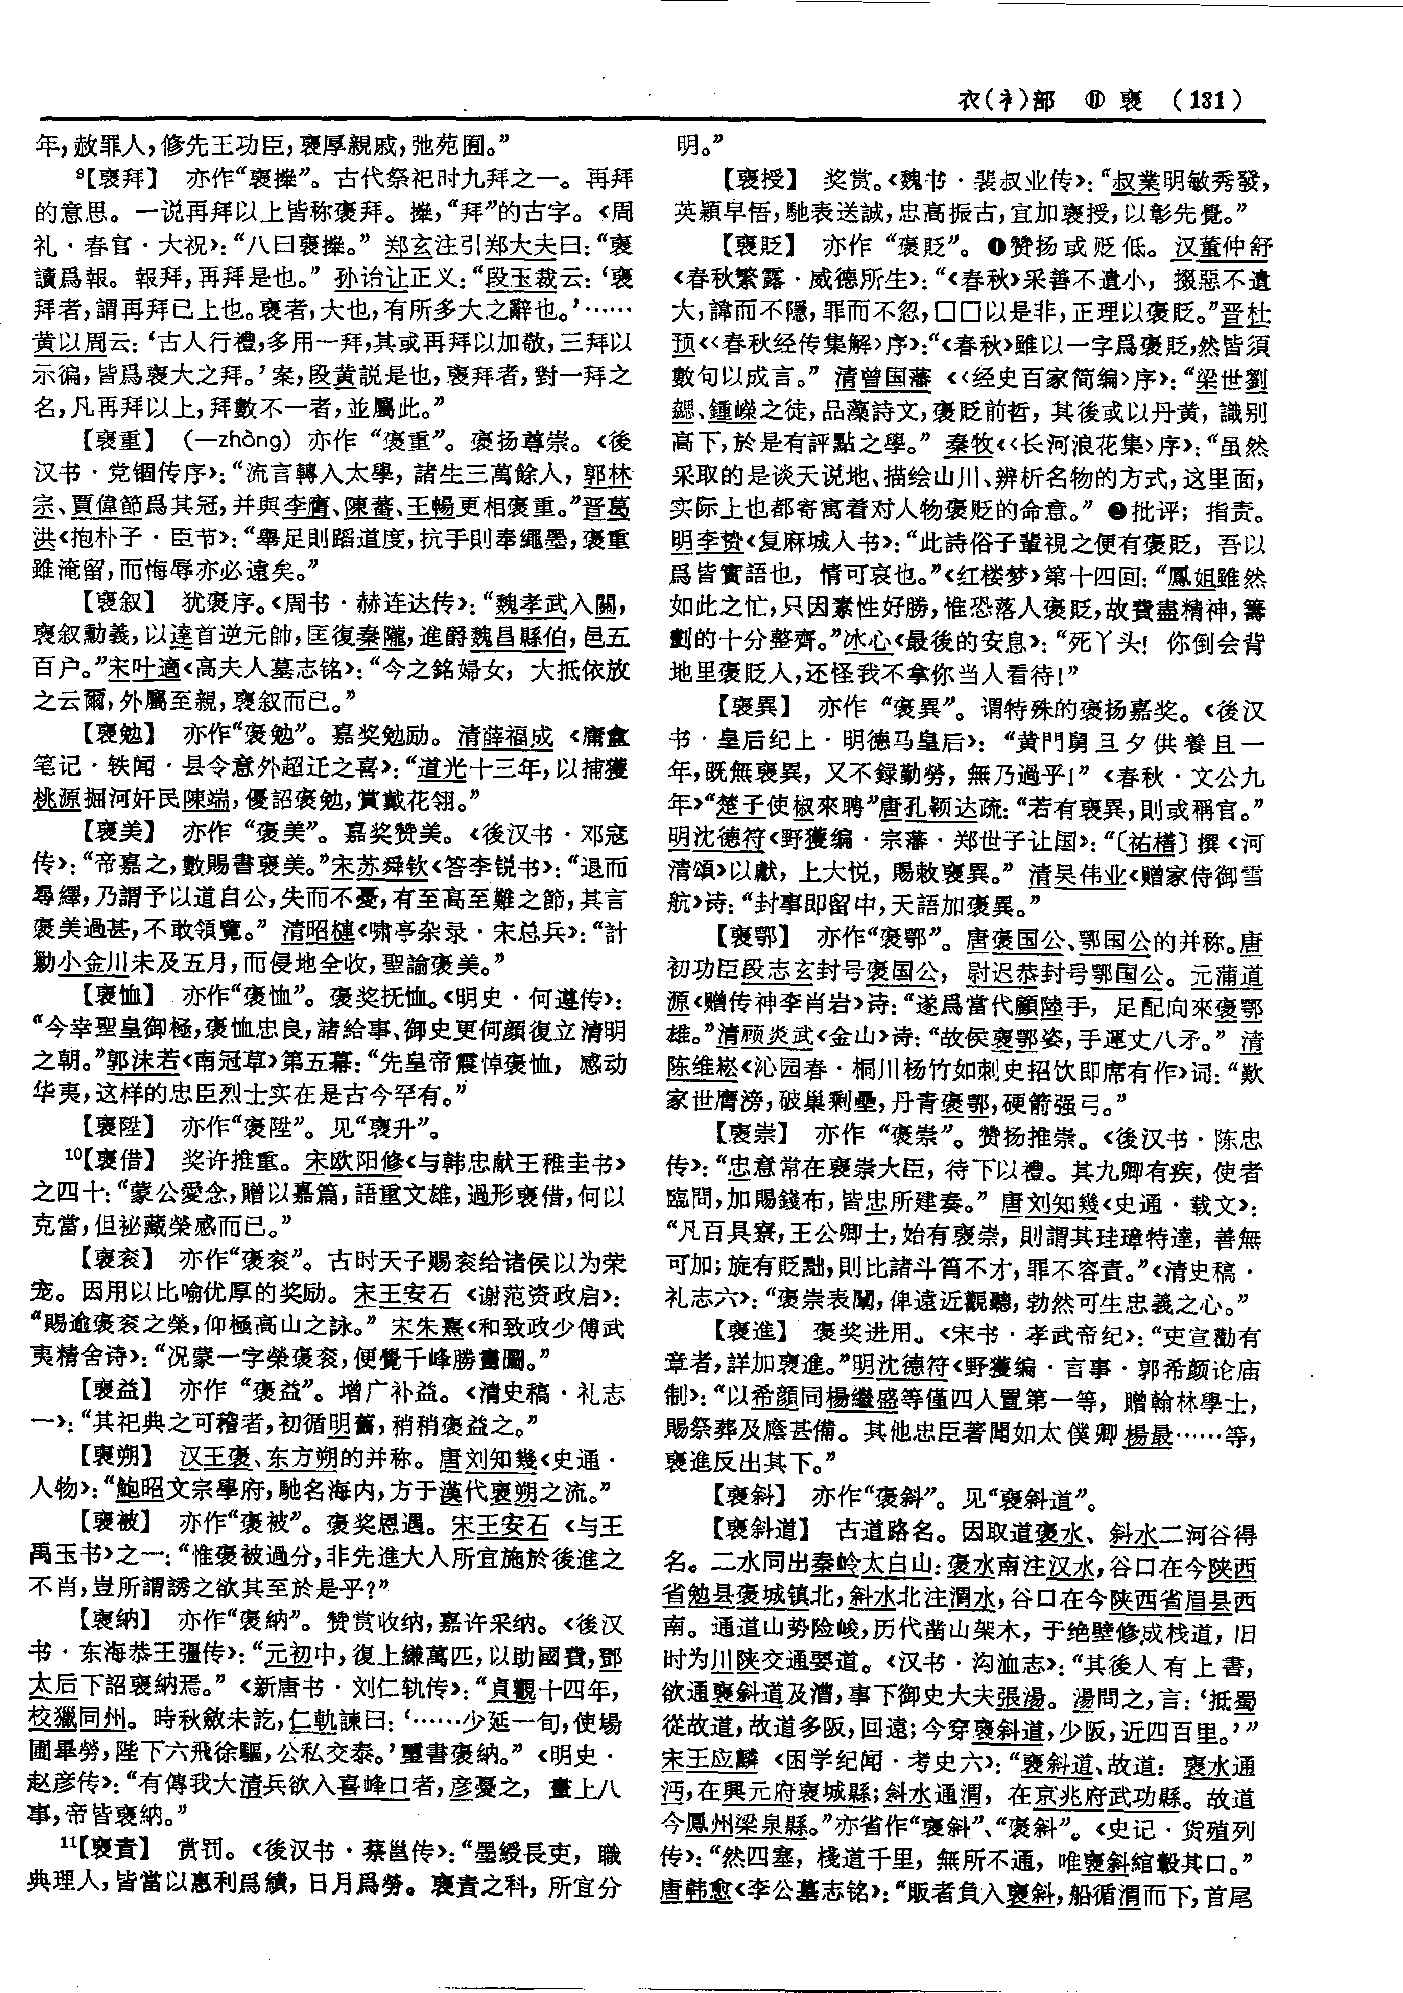 衣(衤)部 ⑪ 襃 (131)
年，赦罪人，修先王功臣，襃厚親戚，弛苑囿。”
⁹【襃拜】 亦作“襃𢷎”。古代祭祀时九拜之一。再拜
的意思。一说再拜以上皆称褒拜。𢷎，“拜”的古字。《周
礼·春官·大祝》：“八曰襃𢷎。”郑玄注引郑大夫曰：“襃
讀爲報。報拜，再拜是也。”孙诒让正义：“段玉裁云：‘襃
拜者，謂再拜已上也。襃者，大也，有所多大之辭也。’……
黄以周云：‘古人行禮，多用一拜，其或再拜以加敬，三拜以
示徧，皆爲襃大之拜。’案，段黄説是也，襃拜者，對一拜之
名，凡再拜以上，拜數不一者，並屬此。”
【襃重】 (—zhòng) 亦作“褒重”。褒扬尊崇。《後
汉书·党锢传序》：“流言轉入太學，諸生三萬餘人，郭林
宗、賈偉節爲其冠，并與李膺、陳蕃、王暢更相褒重。”晋葛
洪《抱朴子·臣节》：“舉足則蹈道度，抗手則奉繩墨，褒重
雖淹留，而悔辱亦必遠矣。”
【襃叙】 犹褒序。《周书·赫连达传》：“魏孝武入關，
襃叙勳義，以達首逆元帥，匡復秦隴，進爵魏昌縣伯，邑五
百户。”宋叶適《高夫人墓志铭》：“今之銘婦女，大抵依放
之云爾，外屬至親，襃叙而已。”
【襃勉】 亦作“褒勉”。嘉奖勉励。清薛福成《庸盦
笔记·轶闻·县令意外超迁之喜》：“道光十三年，以捕獲
桃源掘河奸民陳端，優詔褒勉，賞戴花翎。”
【襃美】 亦作“褒美”。嘉奖赞美。《後汉书·邓寇
传》：“帝嘉之，數賜書襃美。”宋苏舜钦《答李锐书》：“退而
尋繹，乃謂予以道自公，失而不憂，有至高至難之節，其言
褒美過甚，不敢領覽。”清昭槤《啸亭杂录·宋总兵》：“計
勦小金川未及五月，而侵地全收，聖諭褒美。”
【襃恤】 亦作“褒恤”。褒奖抚恤。《明史·何遵传》：
“今幸聖皇御極，褒恤忠良，諸給事、御史更何顔復立清明
之朝。”郭沫若《南冠草》第五幕：“先皇帝震悼褒恤，感动
华夷，这样的忠臣烈士实在是古今罕有。”
【襃陞】 亦作“褒陞”。见“襃升”。
¹⁰【襃借】 奖许推重。宋欧阳修《与韩忠献王稚圭书》
之四十：“蒙公愛念，贈以嘉篇，語重文雄，過形襃借，何以
克當，但祕藏榮感而已。”
【襃衮】 亦作“褒衮”。古时天子赐衮给诸侯以为荣
宠。因用以比喻优厚的奖励。宋王安石《谢范资政启》：
“賜逾褒衮之榮，仰極高山之詠。”宋朱熹《和致政少傅武
夷精舍诗》：“况蒙一字榮褒衮，便覺千峰勝畫圖。”
【襃益】 亦作“褒益”。增广补益。《清史稿·礼志
一》：“其祀典之可稽者，初循明舊，稍稍褒益之。”
【襃朔】 汉王褒、东方朔的并称。唐刘知幾《史通·
人物》：“鮑昭文宗學府，馳名海内，方于漢代襃朔之流。”
【襃被】 亦作“褒被”。褒奖恩遇。宋王安石《与王
禹玉书》之一：“惟褒被過分，非先進大人所宜施於後進之
不肖，豈所謂誘之欲其至於是乎？”
【襃納】 亦作“褒納”。赞赏收纳，嘉许采纳。《後汉
书·东海恭王彊传》：“元初中，復上縑萬匹，以助國費，鄧
太后下詔襃納焉。”《新唐书·刘仁轨传》：“貞觀十四年，
校獵同州。時秋斂未訖，仁軌諫曰：‘……少延一旬，使場
圃畢勞，陛下六飛徐驅，公私交泰。’璽書褒納。”《明史·
赵彦传》：“有傳我大清兵欲入喜峰口者，彦憂之，畫上八
事，帝皆襃納。”
¹¹【襃責】 赏罚。《後汉书·蔡邕传》：“墨綬長吏，職
典理人，皆當以惠利爲績，日月爲勞。襃責之科，所宜分
明。”
【襃授】 奖赏。《魏书·裴叔业传》：“叔業明敏秀發，
英穎早悟，馳表送誠，忠高振古，宜加襃授，以彰先覺。”
【襃貶】 亦作“褒貶”。❶赞扬或贬低。汉董仲舒
《春秋繁露·威德所生》：“《春秋》采善不遺小，掇惡不遺
大，諱而不隱，罪而不忽，□□以是非，正理以褒貶。”晋杜
预《〈春秋经传集解〉序》：“《春秋》雖以一字爲褒貶，然皆須
數句以成言。”清曾国藩《〈经史百家简编〉序》：“梁世劉
勰、鍾嶸之徒，品藻詩文，褒貶前哲，其後或以丹黄，識别
高下，於是有評點之學。”秦牧《〈长河浪花集〉序》：“虽然
采取的是谈天说地、描绘山川、辨析名物的方式，这里面，
实际上也都寄寓着对人物褒贬的命意。”❷批评；指责。
明李贽《复麻城人书》：“此詩俗子輩視之便有褒貶，吾以
爲皆實語也，情可哀也。”《红楼梦》第十四回：“鳳姐雖然
如此之忙，只因素性好勝，惟恐落人褒貶，故費盡精神，籌
劃的十分整齊。”冰心《最後的安息》：“死丫头！你倒会背
地里褒贬人，还怪我不拿你当人看待！”
【襃異】 亦作“褒異”。谓特殊的褒扬嘉奖。《後汉
书·皇后纪上·明德马皇后》：“黄門舅旦夕供養且一
年，既無襃異，又不録勤勞，無乃過乎！”《春秋·文公九
年》“楚子使椒來聘”唐孔颖达疏：“若有襃異，則或稱官。”
明沈德符《野獲编·宗藩·郑世子让国》：“〔祐橏〕撰《河
清頌》以獻，上大悦，賜敕襃異。”清吴伟业《赠家侍御雪
航》诗：“封事即留中，天語加褒異。”
【襃鄂】 亦作“褒鄂”。唐褒国公、鄂国公的并称。唐
初功臣段志玄封号褒国公，尉迟恭封号鄂国公。元蒲道
源《赠传神李肖岩》诗：“遂爲當代顧陸手，足配向來褒鄂
雄。”清顾炎武《金山》诗：“故侯襃鄂姿，手運丈八矛。”清
陈维崧《沁园春·桐川杨竹如刺史招饮即席有作》词：“歎
家世膺滂，破巢剩壘，丹青褒鄂，硬箭强弓。”
【襃崇】 亦作“褒崇”。赞扬推崇。《後汉书·陈忠
传》：“忠意常在襃崇大臣，待下以禮。其九卿有疾，使者
臨問，加賜錢布，皆忠所建奏。”唐刘知幾《史通·载文》：
“凡百具寮，王公卿士，始有襃崇，則謂其珪璋特達，善無
可加；旋有貶黜，則比諸斗筲不才，罪不容責。”《清史稿·
礼志六》：“褒崇表闡，俾遠近觀聽，勃然可生忠義之心。”
【襃進】 褒奖进用。《宋书·孝武帝纪》：“吏宣勸有
章者，詳加襃進。”明沈德符《野獲编·言事·郭希颜论庙
制》：“以希顔同楊繼盛等僅四人置第一等，贈翰林學士，
賜祭葬及廕甚備。其他忠臣著聞如太僕卿楊最……等，
襃進反出其下。”
【襃斜】 亦作“褒斜”。见“襃斜道”。
【襃斜道】 古道路名。因取道褒水、斜水二河谷得
名。二水同出秦岭太白山：褒水南注汉水，谷口在今陕西
省勉县褒城镇北，斜水北注渭水，谷口在今陕西省眉县西
南。通道山势险峻，历代凿山架木，于绝壁修成栈道，旧
时为川陕交通要道。《汉书·沟洫志》：“其後人有上書，
欲通襃斜道及漕，事下御史大夫張湯。湯問之，言：‘抵蜀
從故道，故道多阪，回遠；今穿襃斜道，少阪，近四百里。’”
宋王应麟《困学纪闻·考史六》：“襃斜道、故道：襃水通
沔，在興元府襃城縣；斜水通渭，在京兆府武功縣。故道
今鳳州梁泉縣。”亦省作“襃斜”、“褒斜”。《史记·货殖列
传》：“然四塞，棧道千里，無所不通，唯襃斜綰轂其口。”
唐韩愈《李公墓志铭》：“販者負入襃斜，船循渭而下，首尾